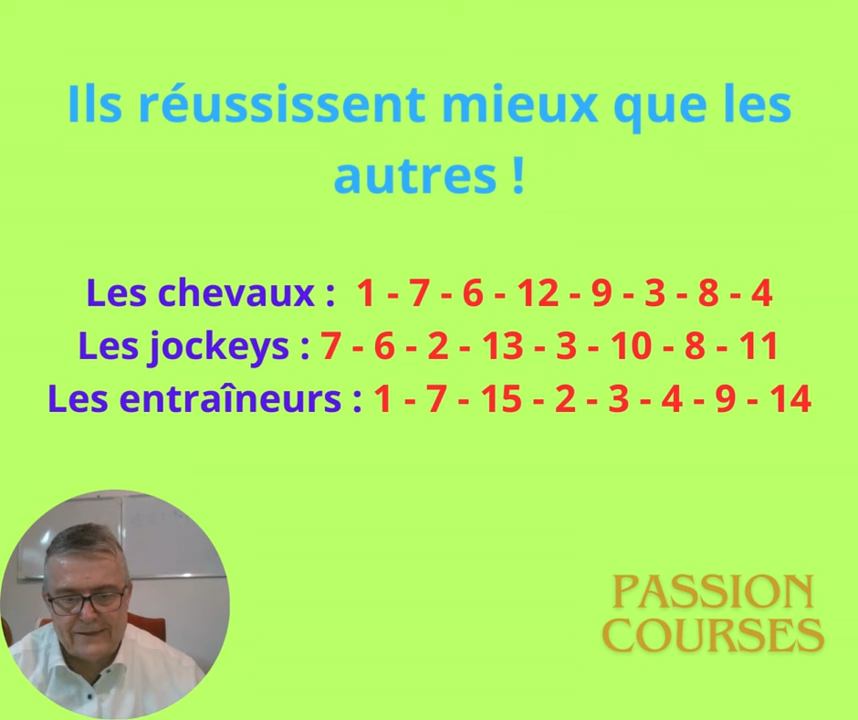 Ils réussissent mieux que les
autres !
Les chevaux : 1 - 7 - 6 - 12 - 9 - 3 - 8 - 4
Les jockeys : 7 - 6 - 2 - 13 - 3 - 10 - 8 - 11
Les entraîneurs : 1 - 7 - 15 - 2 - 3 - 4 - 9 - 14
PASSION
COURSES